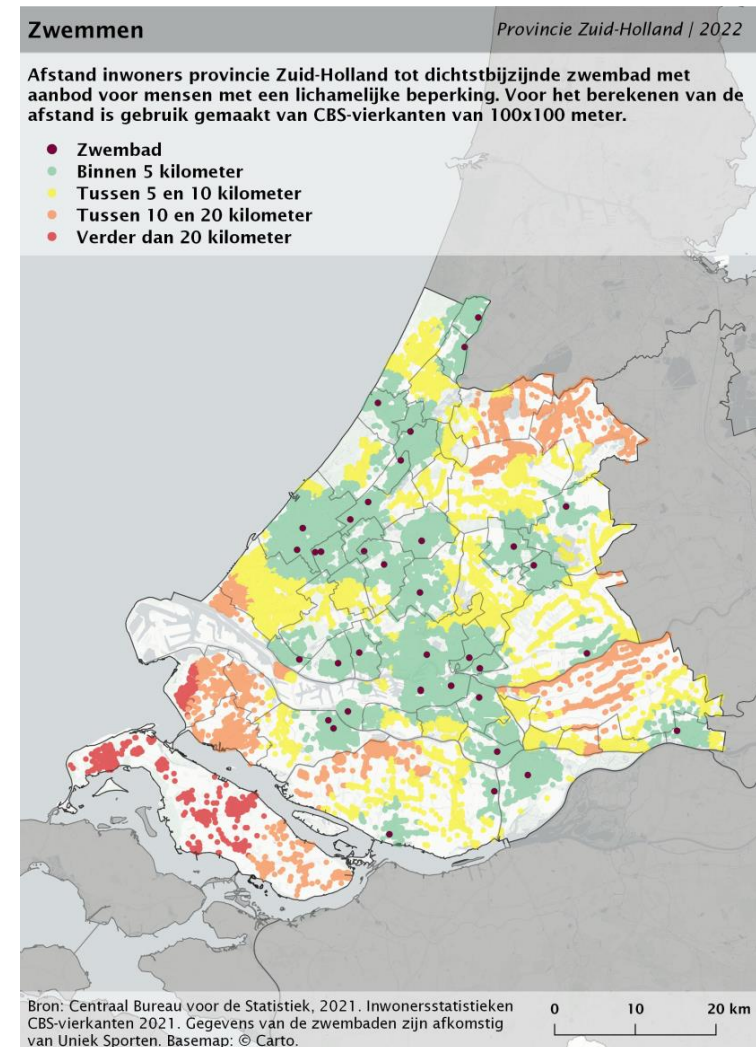 Zwemmen
Provincie Zuid-Holland | 2022
Afstand inwoners provincie Zuid-Holland tot dichtstbijzijnde zwembad met
aanbod voor mensen met een lichamelijke beperking. Voor het berekenen van de
afstand is gebruik gemaakt van CBS-vierkanten van 100x100 meter.
Zwembad
Binnen 5 kilometer
Tussen 5 en 10 kilometer
Tussen 10 en 20 kilometer
Verder dan 20 kilometer
Bron: Centraal Bureau voor de Statistiek, 2021. Inwonersstatistieken
CBS-vierkanten 2021. Gegevens van de zwembaden zijn afkomstig
van Uniek Sporten. Basemap: © Carto.
0 10 20 km